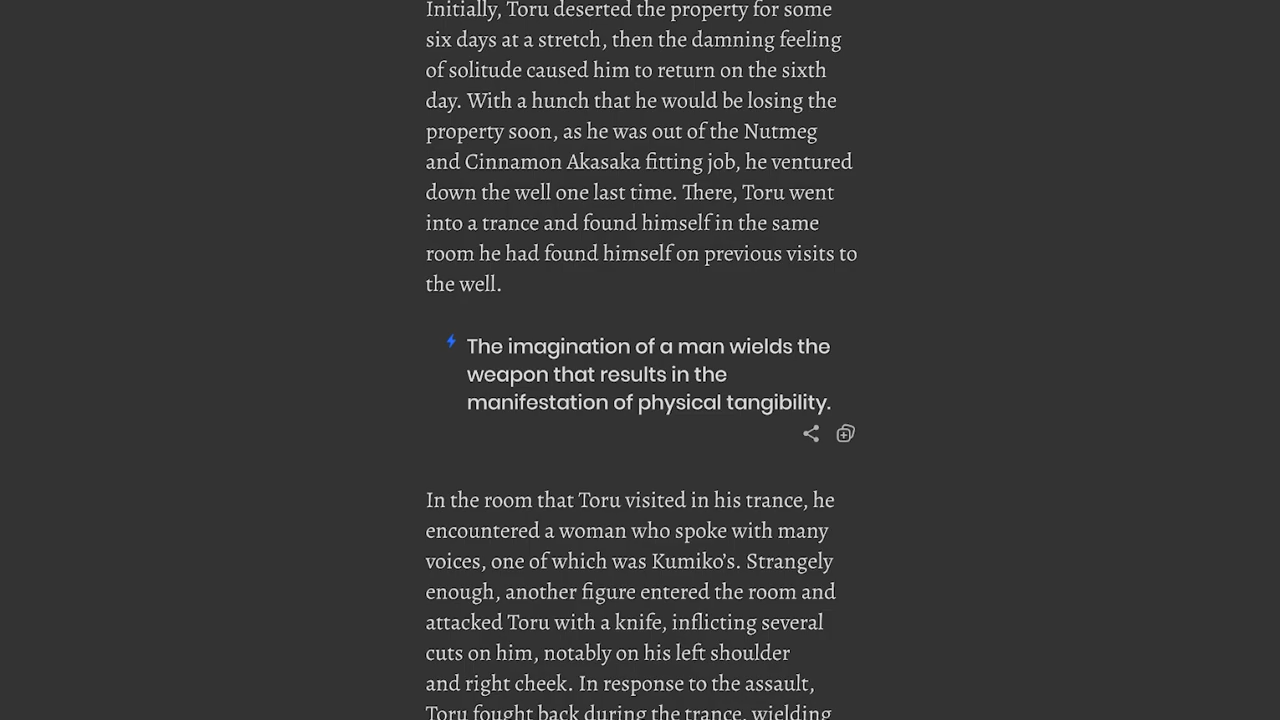 Initially, Toru deserted the property for some
six days at a stretch, then the damning feeling
of solitude caused him to return on the sixth
day. With a hunch that he would be losing the
property soon, as he was out of the Nutmeg
and Cinnamon Akasaka fitting job, he ventured
down the well one last time. There, Toru went
into a trance and found himself in the same
room he had found himself on previous visits to
the well.
The imagination of a man wields the
weapon that results in the
manifestation of physical tangibility.
In the room that Toru visited in his trance, he
encountered a woman who spoke with many
voices, one of which was Kumiko’s. Strangely
enough, another figure entered the room and
attacked Toru with a knife, inflicting several
cuts on him, notably on his left shoulder
and right cheek. In response to the assault,
Toru fought back during the trance, wielding